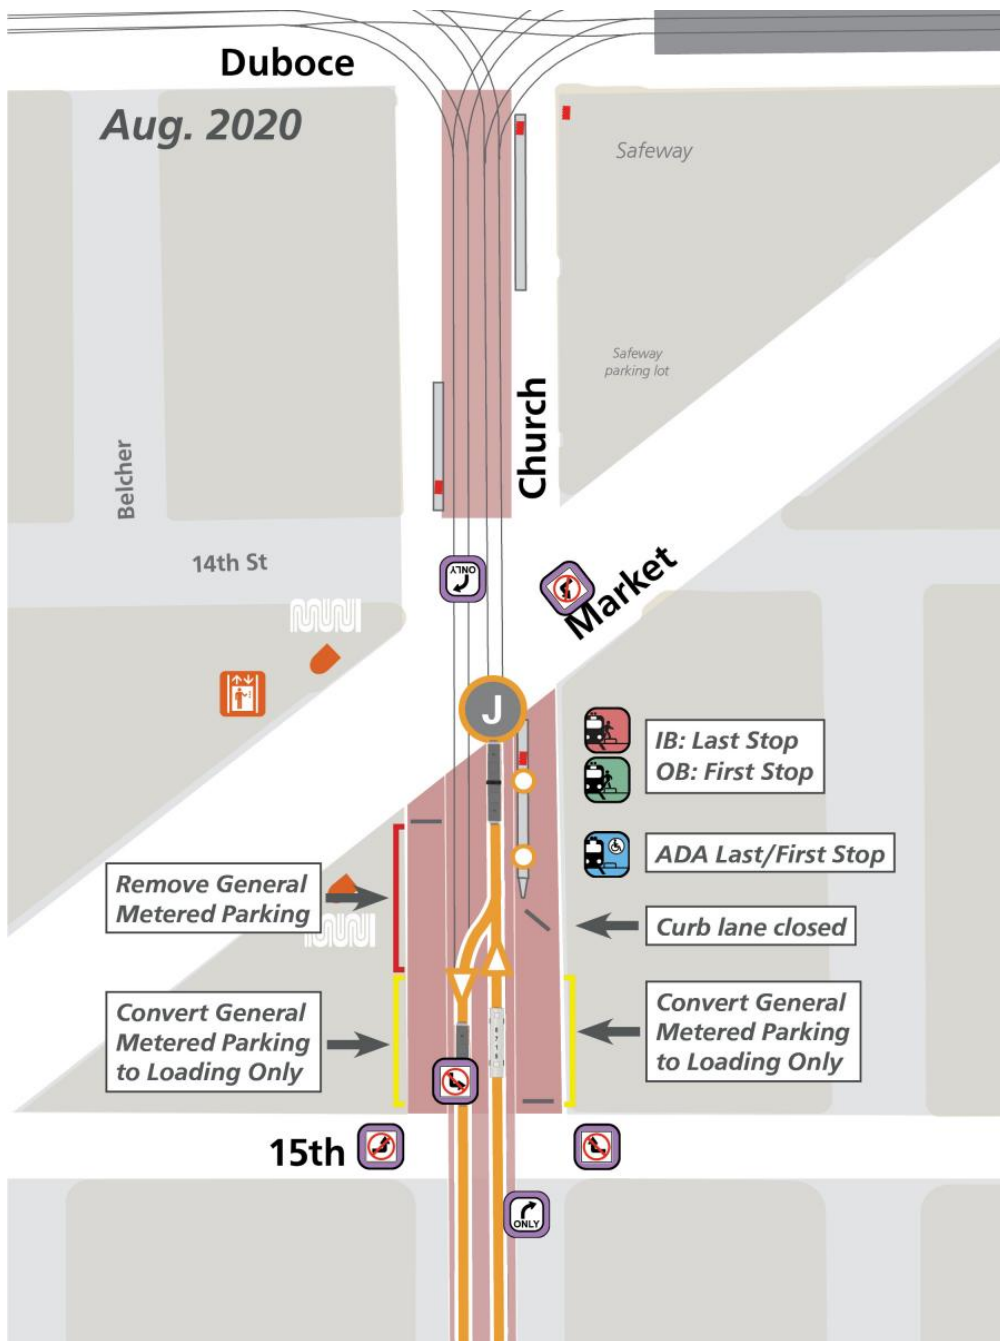 Duboce
Aug. 2020
Safeway
Safeway
parking lot
Church
Belcher
14th St
ONLY
Market
MUNI
J
IB: Last Stop
OB: First Stop
ADA Last/First Stop
Remove General
Metered Parking
MUNI
Curb lane closed
Convert General
Metered Parking
to Loading Only
Convert General
Metered Parking
to Loading Only
15th
ONLY